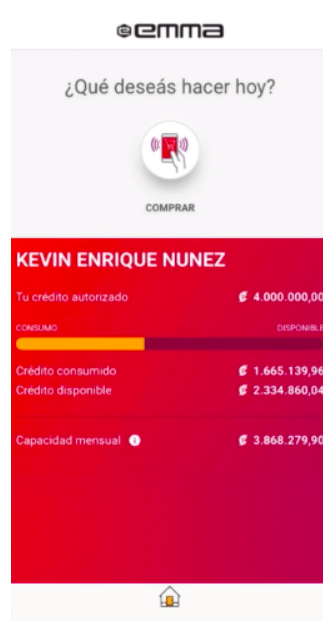 emma
¿Qué deseás hacer hoy?
COMPRAR
KEVIN ENRIQUE NUNEZ
Tu crédito autorizado ₡ 4.000.000,00
CONSUMO DISPONIBLE
Crédito consumido ₡ 1.665.139,96
Crédito disponible ₡ 2.334.860,04
Capacidad mensual ₡ 3.868.279,90